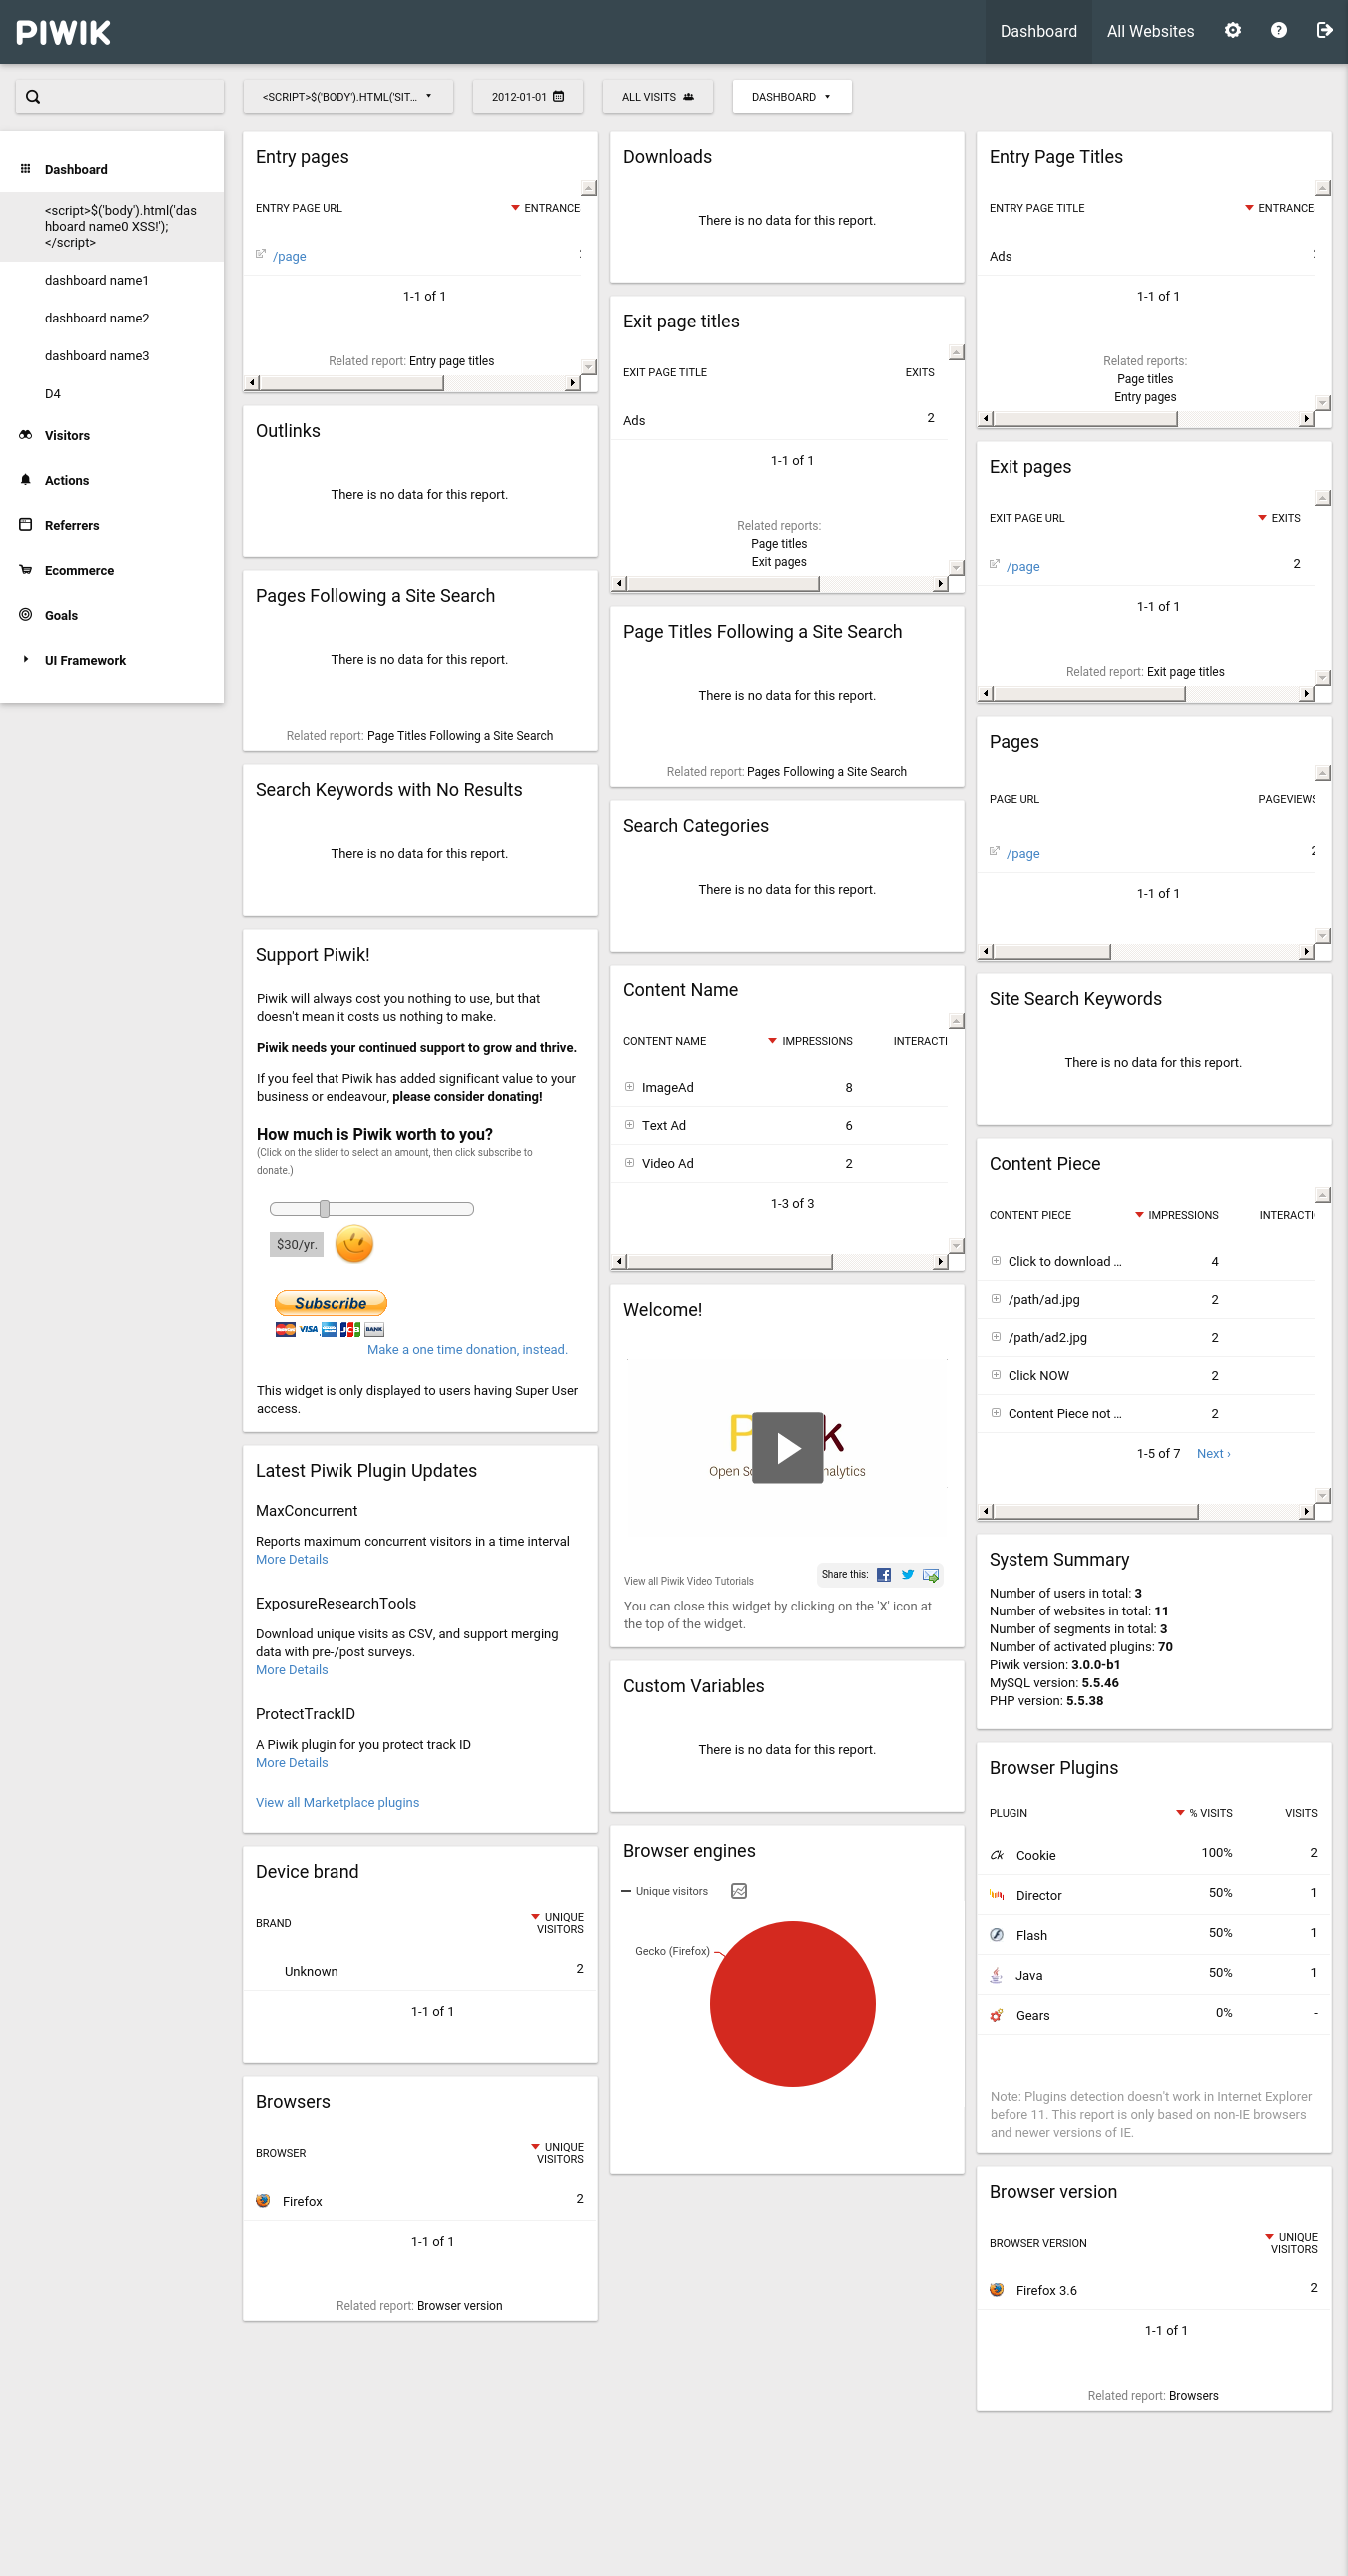 PIWIK
Dashboard
All Websites
<SCRIPT>$('BODY').HTML('SIT...
2012-01-01
ALL VISITS
DASHBOARD
Dashboard
<script>$('body').html('das
hboard name0 XSS!');
</script>
dashboard name1
dashboard name2
dashboard name3
D4
Visitors
Actions
Referrers
Ecommerce
Goals
UI Framework
Entry pages
ENTRY PAGE URL ENTRANCE
/page
1-1 of 1
Related report: Entry page titles
Outlinks
There is no data for this report.
Pages Following a Site Search
There is no data for this report.
Related report: Page Titles Following a Site Search
Search Keywords with No Results
There is no data for this report.
Support Piwik!
Piwik will always cost you nothing to use, but that
doesn't mean it costs us nothing to make.
Piwik needs your continued support to grow and thrive.
If you feel that Piwik has added significant value to your
business or endeavour, please consider donating!
How much is Piwik worth to you?
(Click on the slider to select an amount, then click subscribe to
donate.)
$30/yr.
Subscribe
VISA
JCB
BANK
Make a one time donation, instead.
This widget is only displayed to users having Super User
access.
Latest Piwik Plugin Updates
MaxConcurrent
Reports maximum concurrent visitors in a time interval
More Details
ExposureResearchTools
Download unique visits as CSV, and support merging
data with pre-/post surveys.
More Details
ProtectTrackID
A Piwik plugin for you protect track ID
More Details
View all Marketplace plugins
Device brand
BRAND UNIQUE
VISITORS
Unknown 2
1-1 of 1
Browsers
BROWSER UNIQUE
VISITORS
Firefox 2
1-1 of 1
Related report: Browser version
Downloads
There is no data for this report.
Exit page titles
EXIT PAGE TITLE EXITS
Ads 2
1-1 of 1
Related reports:
Page titles
Exit pages
Page Titles Following a Site Search
There is no data for this report.
Related report: Pages Following a Site Search
Search Categories
There is no data for this report.
Content Name
CONTENT NAME IMPRESSIONS INTERACTI
ImageAd 8
Text Ad 6
Video Ad 2
1-3 of 3
Welcome!
P k
Open S nalytics
View all Piwik Video Tutorials
Share this:
You can close this widget by clicking on the 'X' icon at
the top of the widget.
Custom Variables
There is no data for this report.
Browser engines
Unique visitors
Gecko (Firefox)
Entry Page Titles
ENTRY PAGE TITLE ENTRANCE
Ads
1-1 of 1
Related reports:
Page titles
Entry pages
Exit pages
EXIT PAGE URL EXITS
/page 2
1-1 of 1
Related report: Exit page titles
Pages
PAGE URL PAGEVIEWS
/page 2
1-1 of 1
Site Search Keywords
There is no data for this report.
Content Piece
CONTENT PIECE IMPRESSIONS INTERACTI
Click to download ... 4
/path/ad.jpg 2
/path/ad2.jpg 2
Click NOW 2
Content Piece not ... 2
1-5 of 7 Next ›
System Summary
Number of users in total: 3
Number of websites in total: 11
Number of segments in total: 3
Number of activated plugins: 70
Piwik version: 3.0.0-b1
MySQL version: 5.5.46
PHP version: 5.5.38
Browser Plugins
PLUGIN % VISITS VISITS
Cookie 100% 2
Director 50% 1
Flash 50% 1
Java 50% 1
Gears 0% -
Note: Plugins detection doesn't work in Internet Explorer
before 11. This report is only based on non-IE browsers
and newer versions of IE.
Browser version
BROWSER VERSION UNIQUE
VISITORS
Firefox 3.6 2
1-1 of 1
Related report: Browsers